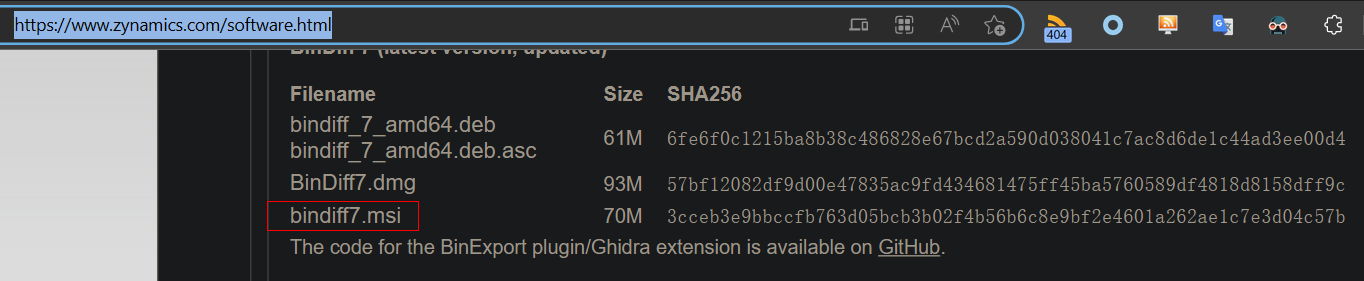 https://www.zynamics.com/software.html
404
BinDiff 7 (latest version, updated)
Filename Size SHA256
bindiff_7_amd64.deb
bindiff_7_amd64.deb.asc
61M 6fe6f0c1215ba8b38c486828e67bcd2a590d038041c7ac8d6de1c44ad3ee00d4
BinDiff7.dmg 93M 57bf12082df9d00e47835ac9fd434681475ff45ba5760589df4818d8158dff9c
bindiff7.msi 70M 3cceb3e9bbccfb763d05bcb3b02f4b56b6c8e9bf2e4601a262ae1c7e3d04c57b
The code for the BinExport plugin/Ghidra extension is available on GitHub.